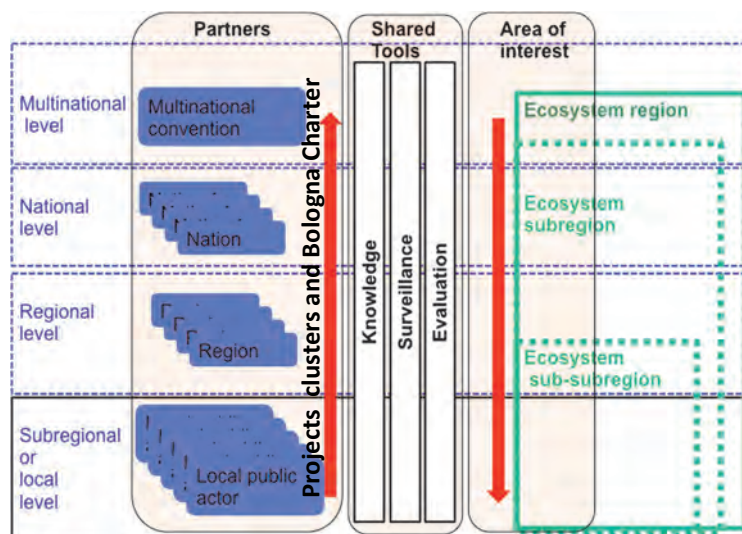 Partners
Shared
Tools
Area of
interest
Multinational
level
Multinational
convention
Ecosystem region
National
level
Nation
Ecosystem
subregion
Regional
level
Region
Ecosystem
sub-subregion
Subregional
or
local
level
Local public
actor
Projects clusters and Bologna Charter
Knowledge
Surveillance
Evaluation